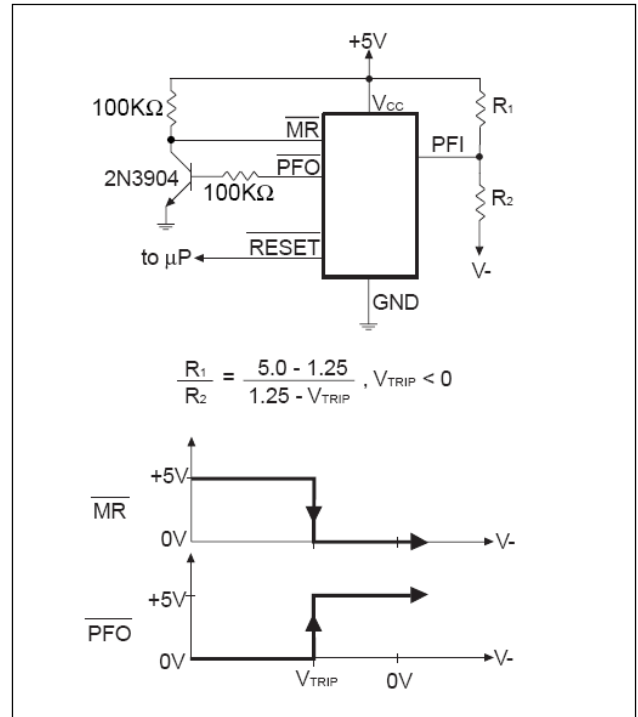 +5V
100KΩ
VCC
R1
MR
PFI
PFO
2N3904
100KΩ
R2
RESET
to μP
V-
GND
R1 / R2 = 5.0 - 1.25 / 1.25 - VTRIP , VTRIP < 0
+5V
MR
0V
V-
+5V
PFO
0V
V-
VTRIP
0V